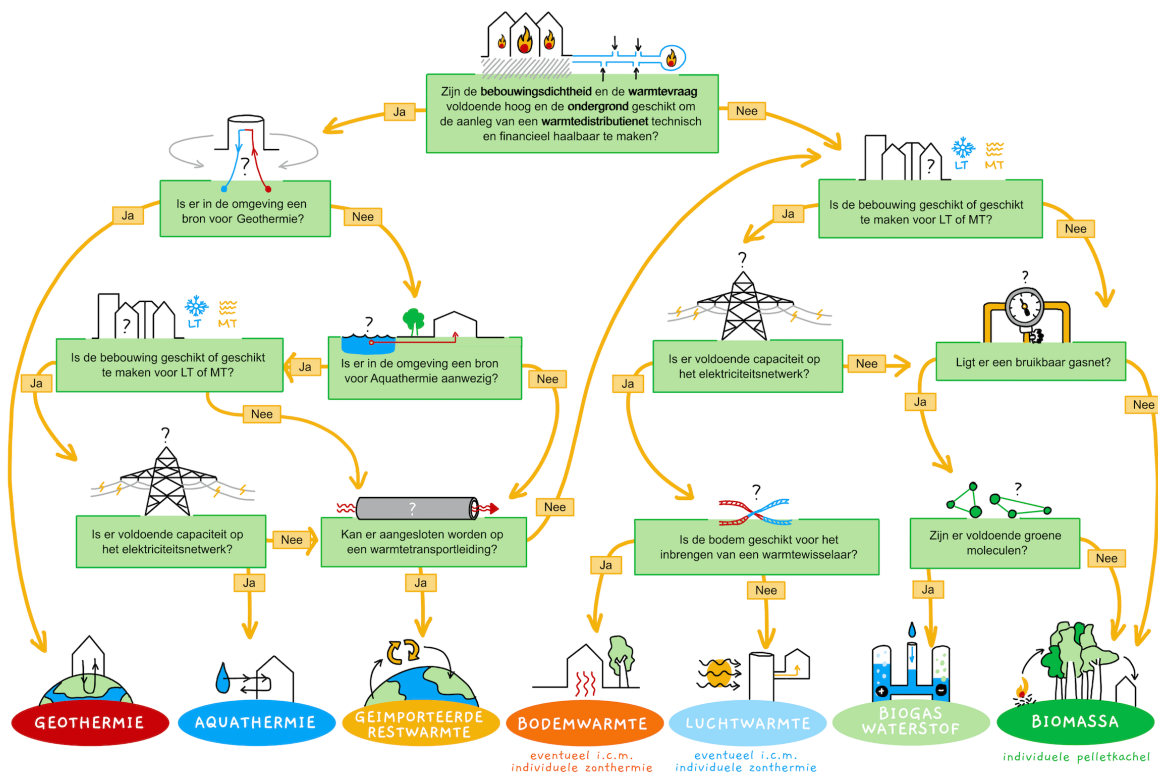 Zijn de bebouwingsdichtheid en de warmtevraag
voldoende hoog en de ondergrond geschikt om
de aanleg van een warmtedistributienet technisch
en financieel haalbaar te maken?
Ja
Nee
?
Is er in de omgeving een
bron voor Geothermie?
Ja
Nee
?
LT
MT
Is de bebouwing geschikt of geschikt
te maken voor LT of MT?
Ja
Nee
?
LT
MT
Is de bebouwing geschikt of geschikt
te maken voor LT of MT?
Ja
Nee
?
Is er in de omgeving een bron
voor Aquathermie aanwezig?
Ja
Nee
?
Is er voldoende capaciteit op
het elektriciteitsnetwerk?
Ja
Nee
?
Ligt er een bruikbaar gasnet?
Ja
Nee
?
Is er voldoende capaciteit op
het elektriciteitsnetwerk?
Nee
Ja
?
Kan er aangesloten worden op
een warmtetransportleiding?
Nee
Ja
?
Is de bodem geschikt voor het
inbrengen van een warmtewisselaar?
Ja
Nee
?
Zijn er voldoende groene
moleculen?
Ja
Nee
GEOTHERMIE
AQUATHERMIE
GEIMPORTEERDE
RESTWARMTE
BODEMWARMTE
eventueel i.c.m.
individuele zonthermie
LUCHTWARMTE
eventueel i.c.m.
individuele zonthermie
+
-
BIOGAS
WATERSTOF
BIOMASSA
individuele pelletkachel